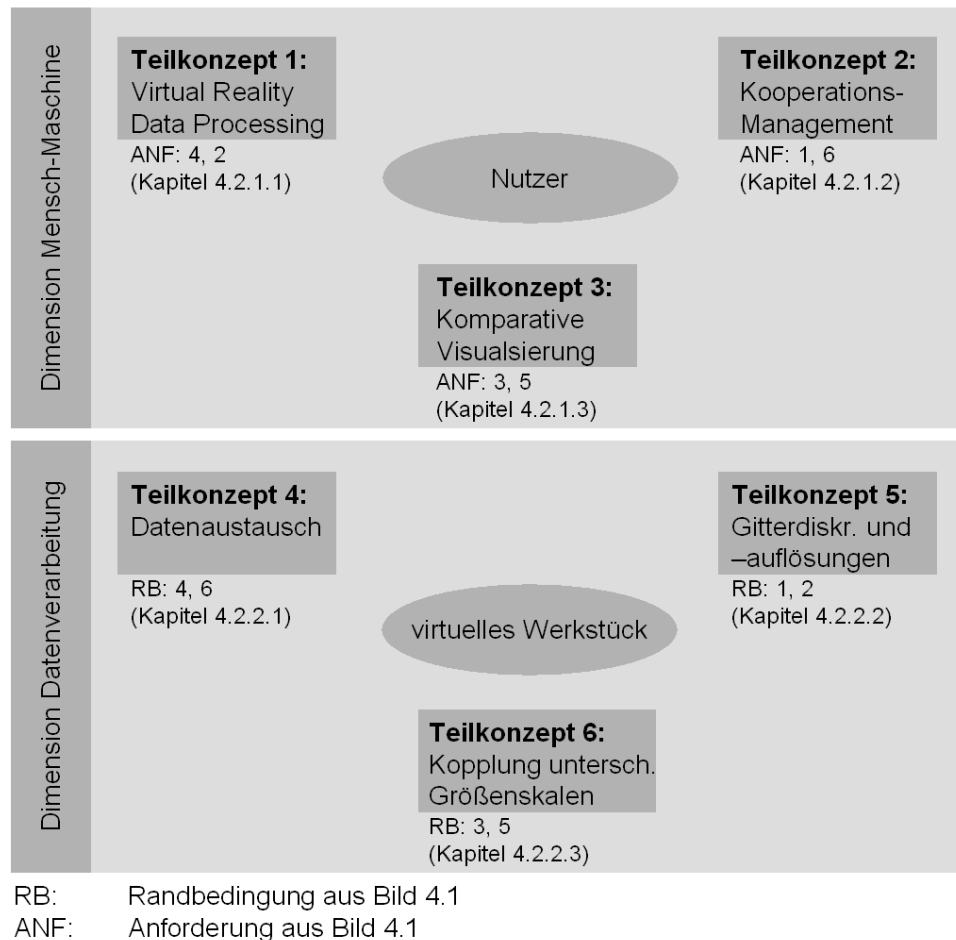 Dimension Mensch-Maschine
Teilkonzept 1:
Virtual Reality
Data Processing
ANF: 4, 2
(Kapitel 4.2.1.1)
Teilkonzept 2:
Kooperations-
Management
ANF: 1, 6
(Kapitel 4.2.1.2)
Nutzer
Teilkonzept 3:
Komparative
Visualsierung
ANF: 3, 5
(Kapitel 4.2.1.3)
Dimension Datenverarbeitung
Teilkonzept 4:
Datenaustausch
RB: 4, 6
(Kapitel 4.2.2.1)
Teilkonzept 5:
Gitterdiskr. und
–auflösungen
RB: 1, 2
(Kapitel 4.2.2.2)
virtuelles Werkstück
Teilkonzept 6:
Kopplung untersch.
Größenskalen
RB: 3, 5
(Kapitel 4.2.2.3)
RB: Randbedingung aus Bild 4.1
ANF: Anforderung aus Bild 4.1